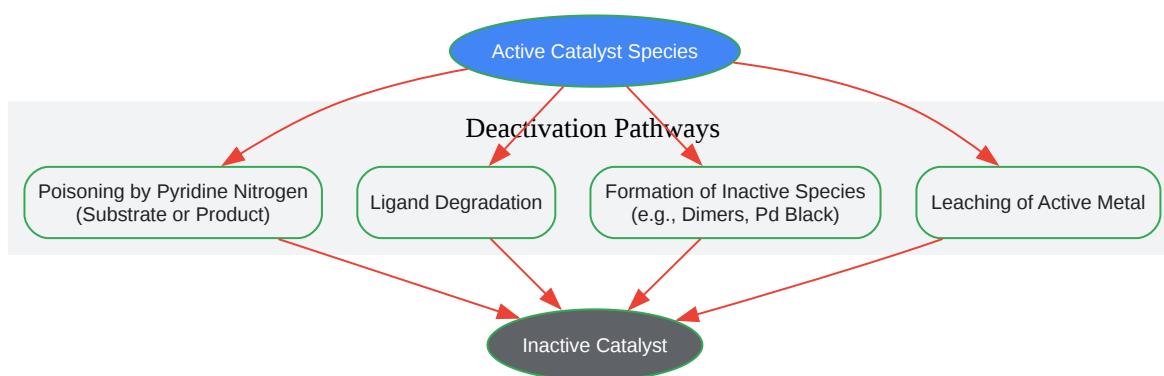 Active Catalyst Species
Deactivation Pathways
Poisoning by Pyridine Nitrogen
(Substrate or Product)
Ligand Degradation
Formation of Inactive Species
(e.g., Dimers, Pd Black)
Leaching of Active Metal
Inactive Catalyst